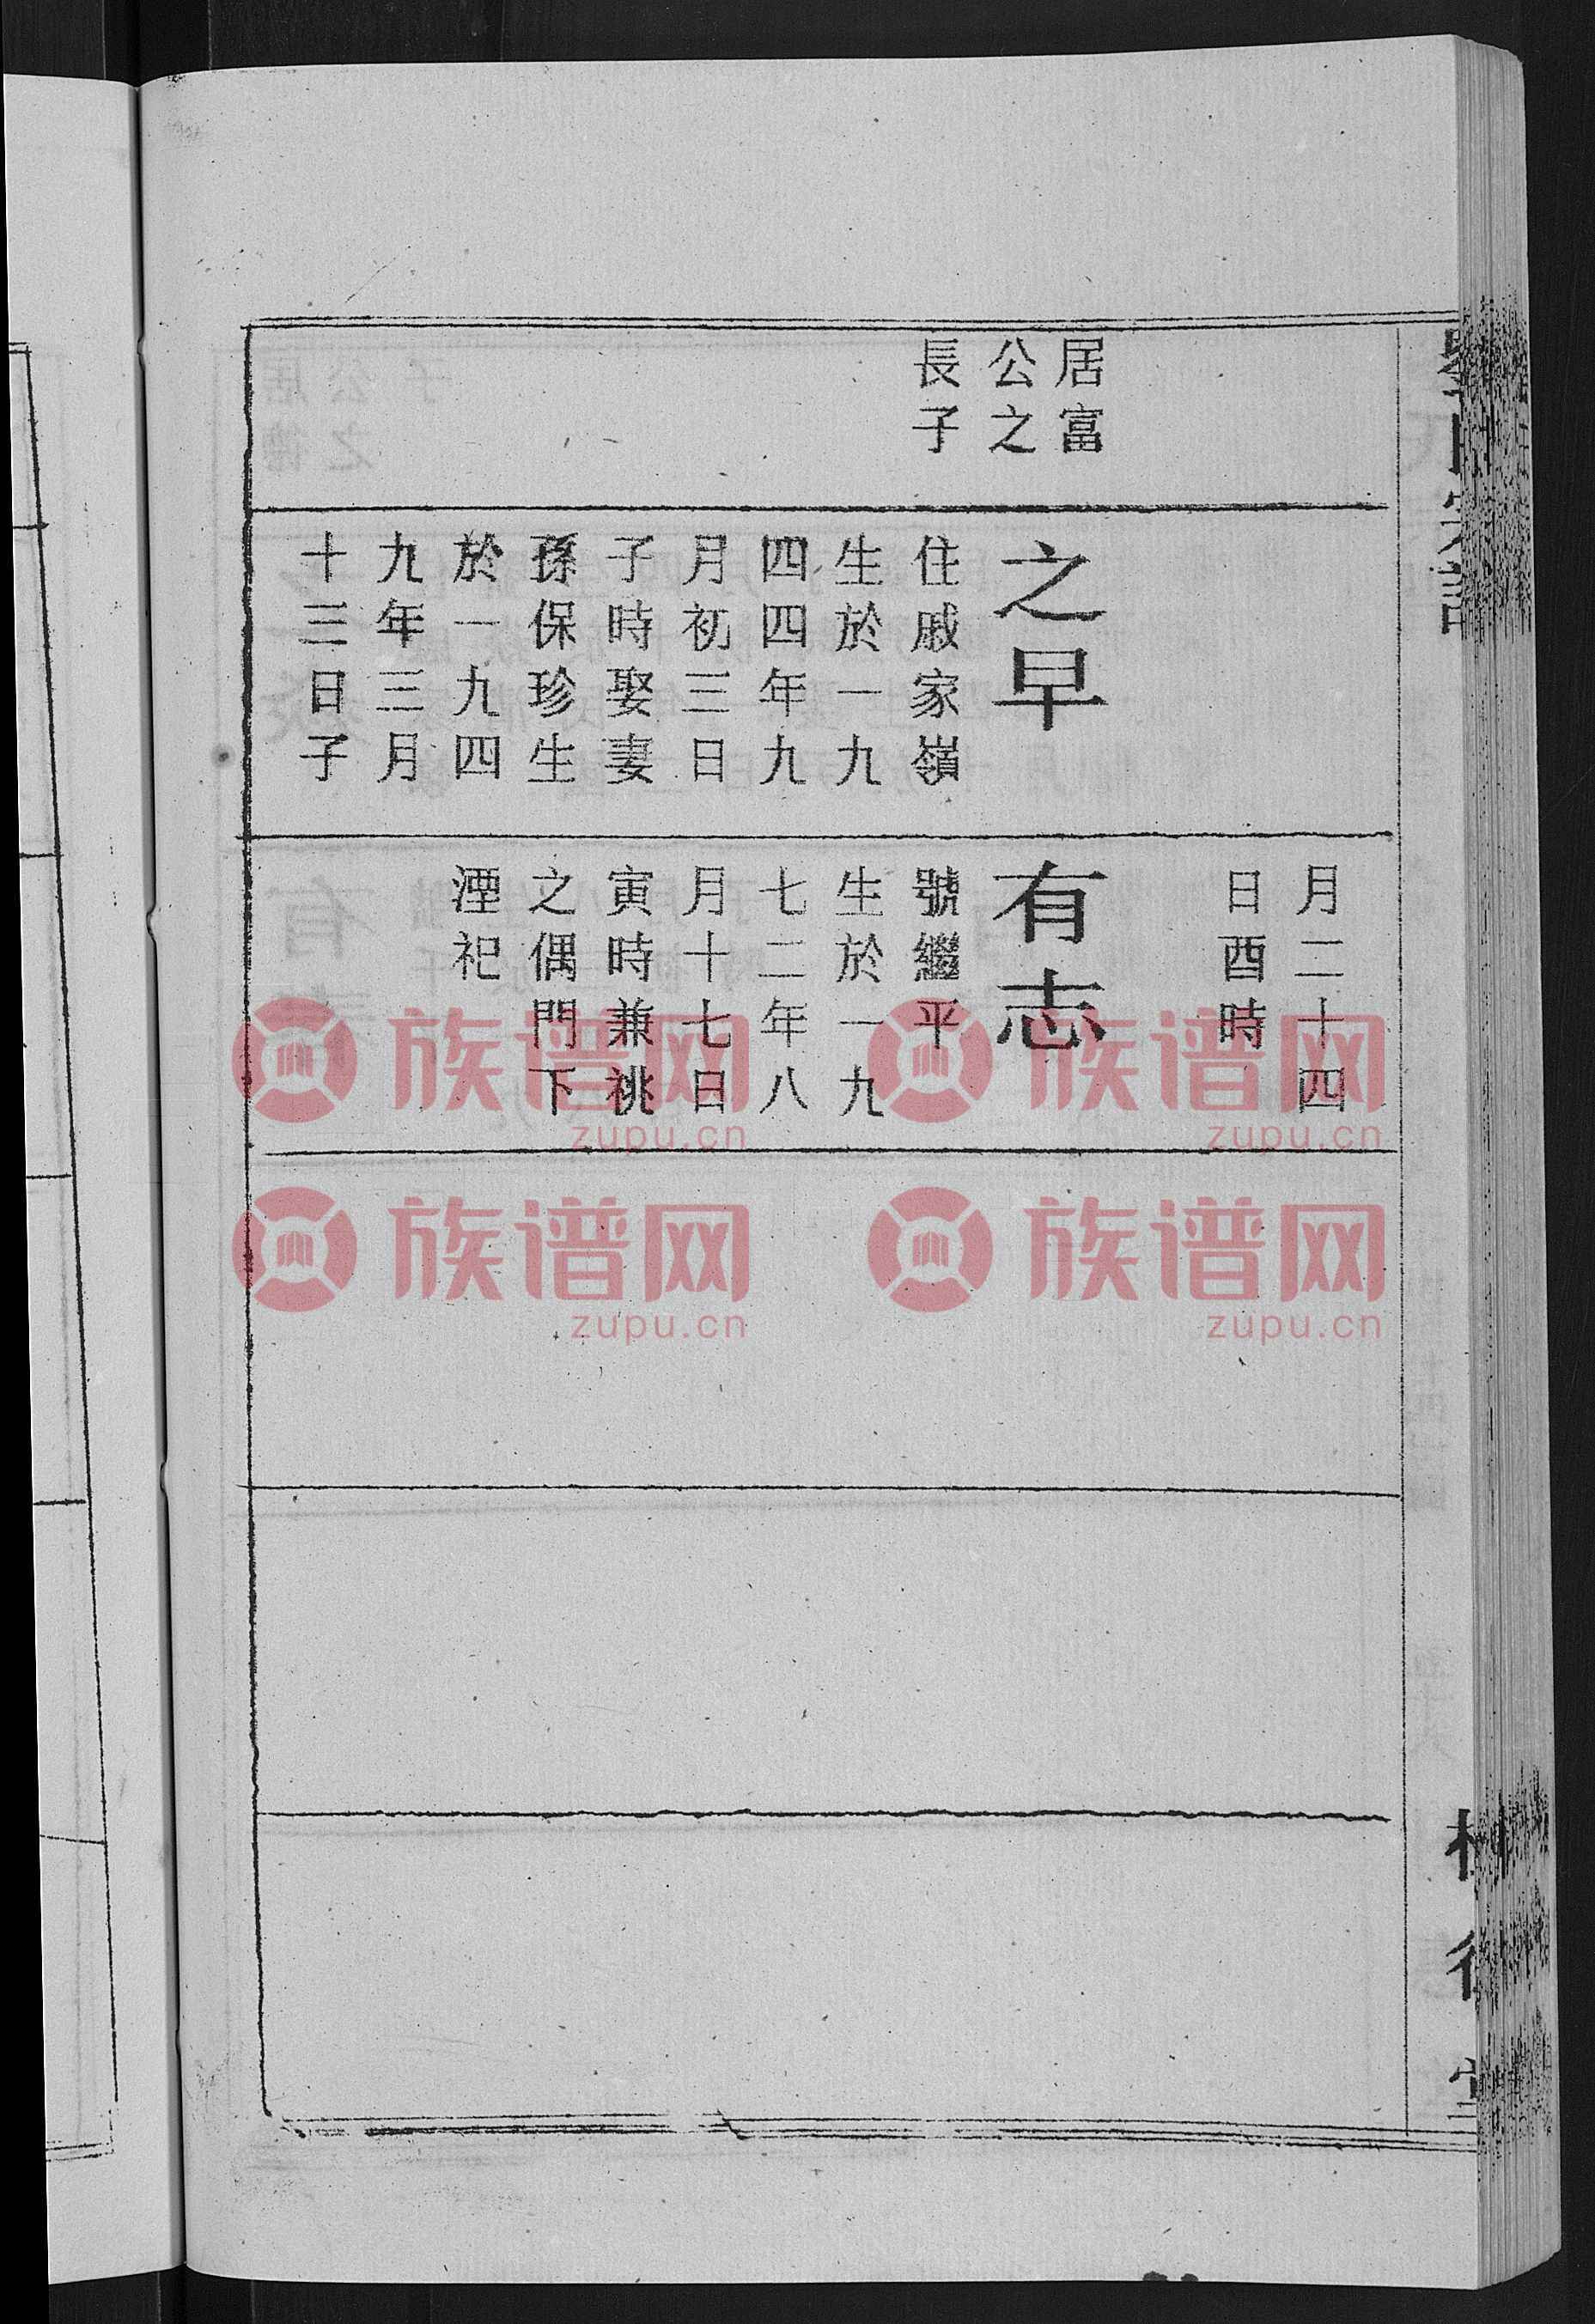 居富
公之
長子
之早
住戚家嶺
生於一九
四四年九
月初三日
子時娶妻
孫保珍生
於一九四
九年三月
十三日子
月二十四
日酉時
有志
號繼平
生於一九
七二年八
月十七日
寅時兼祧
之偶門下
湮祀
族谱网
zupu.cn
族谱网
zupu.cn
族谱网
zupu.cn
族谱网
zupu.cn